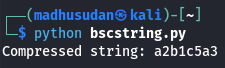 ┌──(madhusudan㉿kali)-[~]
└─$ python bscstring.py
Compressed string: a2b1c5a3